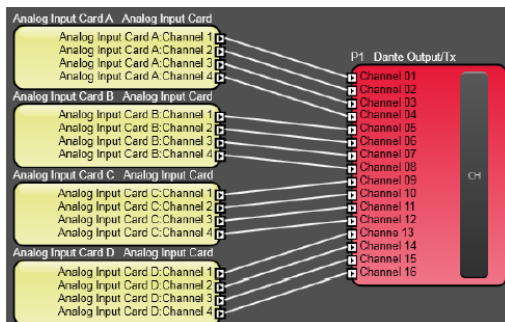 Analog Input Card A Analog Input Card
Analog Input Card A:Channel 1
Analog Input Card A:Channel 2
Analog Input Card A:Channel 3
Analog Input Card A:Channel 4
Analog Input Card B Analog Input Card
Analog Input Card B:Channel 1
Analog Input Card B:Channel 2
Analog Input Card B:Channel 3
Analog Input Card B:Channel 4
Analog Input Card C Analog Input Card
Analog Input Card C:Channel 1
Analog Input Card C:Channel 2
Analog Input Card C:Channel 3
Analog Input Card C:Channel 4
Analog Input Card D Analog Input Card
Analog Input Card D:Channel 1
Analog Input Card D:Channel 2
Analog Input Card D:Channel 3
Analog Input Card D:Channel 4
P1 Dante Output/Tx
Channel 01
Channel 02
Channel 03
Channel 04
Channel 05
Channel 06
Channel 07
Channel 08
Channel 09
Channel 10
Channel 11
Channel 12
Channel 13
Channel 14
Channel 15
Channel 16
CH